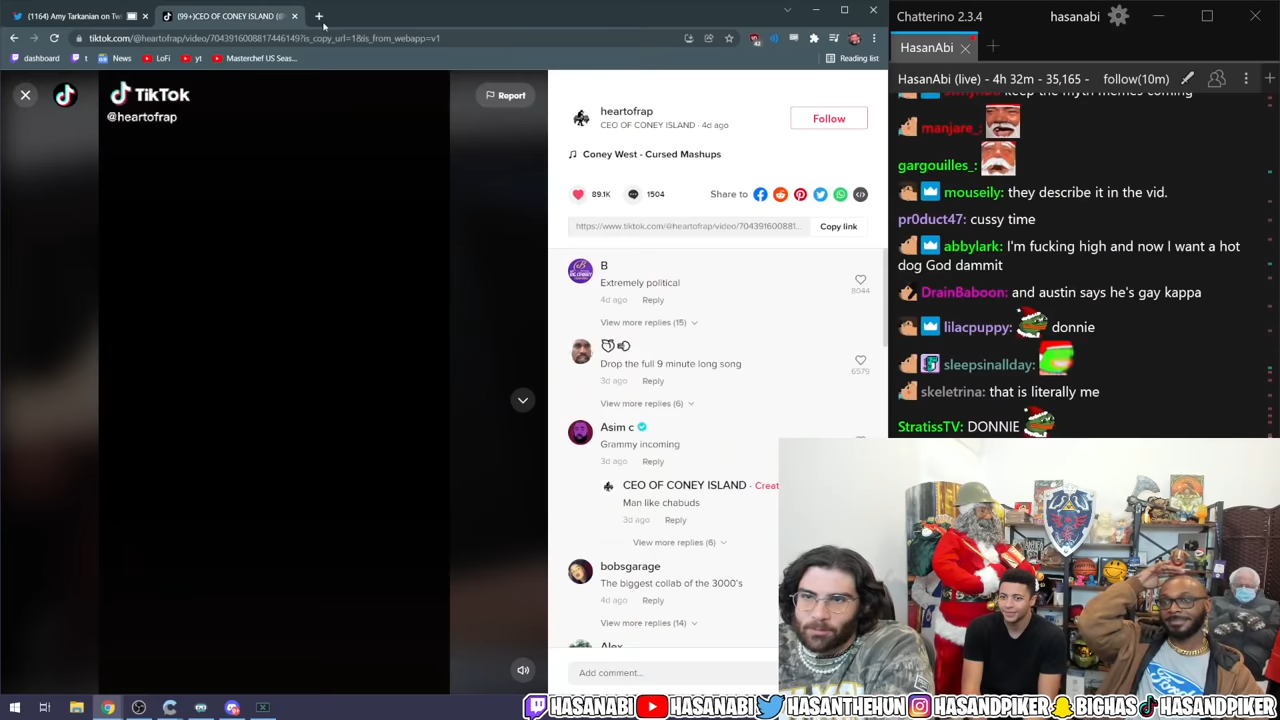 (1164) Amy Tarkanian on Tw
(99+)CEO OF CONEY ISLAND (@
tiktok.com/@heartofrap/video/7043916008817446149?is_copy_url=1&is_from_webapp=v1
42
dashboard
t
News
LoFi
yt
Masterchef US Seas...
Reading list
TikTok
@heartofrap
Report
heartofrap
CEO OF CONEY ISLAND · 4d ago
Follow
Coney West - Cursed Mashups
89.1K
1504
Share to
https://www.tiktok.com/@heartofrap/video/704391600881...
Copy link
B
Extremely political
8044
4d ago
Reply
View more replies (15)
Drop the full 9 minute long song
6579
3d ago
Reply
View more replies (6)
Asim c
Grammy incoming
3d ago
Reply
CEO OF CONEY ISLAND · Creat
Man like chabuds
3d ago
Reply
View more replies (6)
bobsgarage
The biggest collab of the 3000's
4d ago
Reply
View more replies (14)
Alex
Add comment...
Chatterino 2.3.4
hasanabi
HasanAbi
HasanAbi (live) - 4h 32m - 35,165 - follow(10m)
keep the myth memes coming
manjare_:
gargouilles_:
mouseily: they describe it in the vid.
pr0duct47: cussy time
abbylark: I'm fucking high and now I want a hot
dog God dammit
DrainBaboon: and austin says he's gay kappa
lilacpuppy: donnie
sleepsinallday:
skeletrina: that is literally me
StratissTV: DONNIE
Ford
HASANABI
HASANABI
HASANTHEHUN
HASANDPIKER
BIGHAS
HASANDPIKER